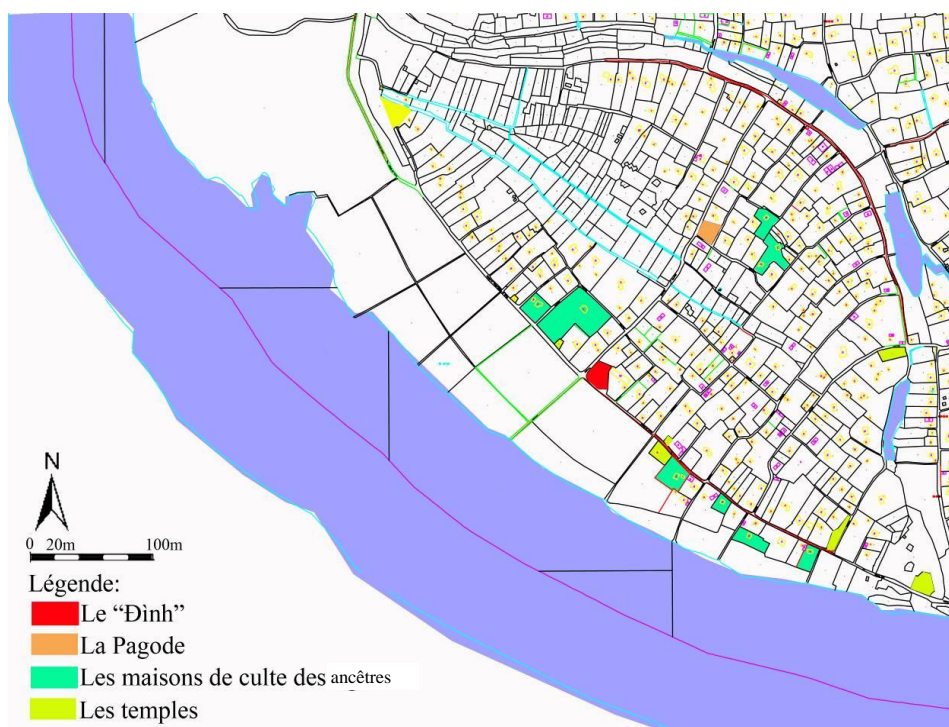 N
0 20m 100m
Légende:
Le “Đình”
La Pagode
Les maisons de culte des ancêtres
Les temples